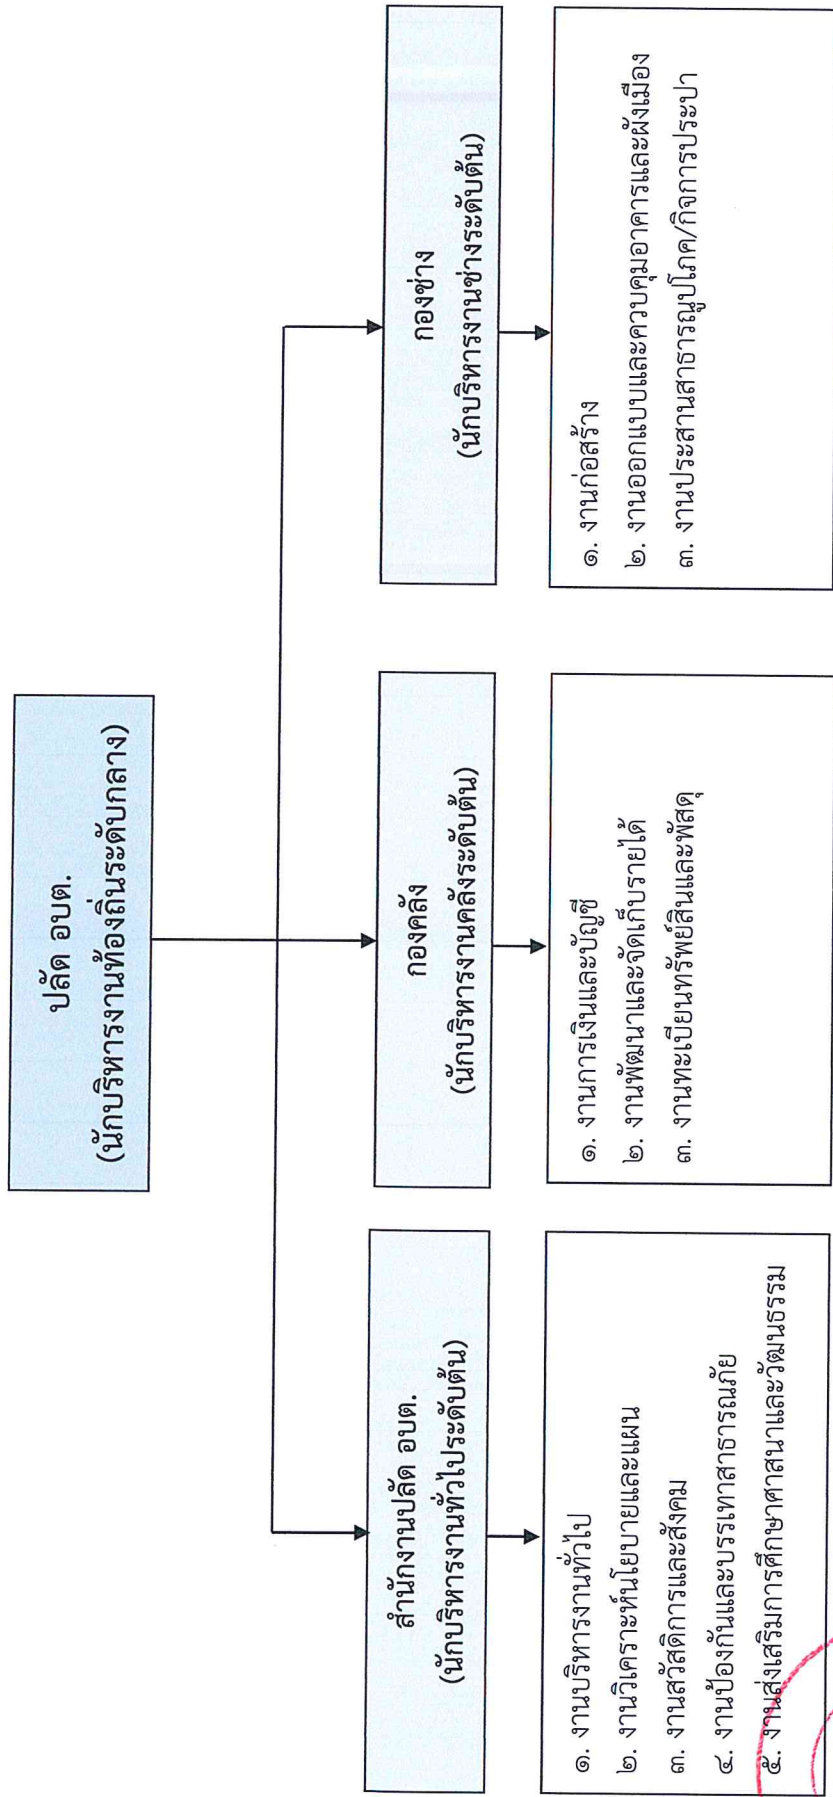 ปลัด อบต.
(นักบริหารงานท้องถิ่นระดับกลาง)
สำนักงานปลัด อบต.
(นักบริหารงานทั่วไประดับต้น)
๑. งานบริหารงานทั่วไป
๒. งานวิเคราะห์นโยบายและแผน
๓. งานสวัสดิการและสังคม
๔. งานป้องกันและบรรเทาสาธารณภัย
๕. งานส่งเสริมการศึกษาศาสนาและวัฒนธรรม
กองคลัง
(นักบริหารงานคลังระดับต้น)
๑. งานการเงินและบัญชี
๒. งานพัฒนาและจัดเก็บรายได้
๓. งานทะเบียนทรัพย์สินและพัสดุ
กองช่าง
(นักบริหารงานช่างระดับต้น)
๑. งานก่อสร้าง
๒. งานออกแบบและควบคุมอาคารและผังเมือง
๓. งานประสานสาธารณูปโภค/กิจการประปา